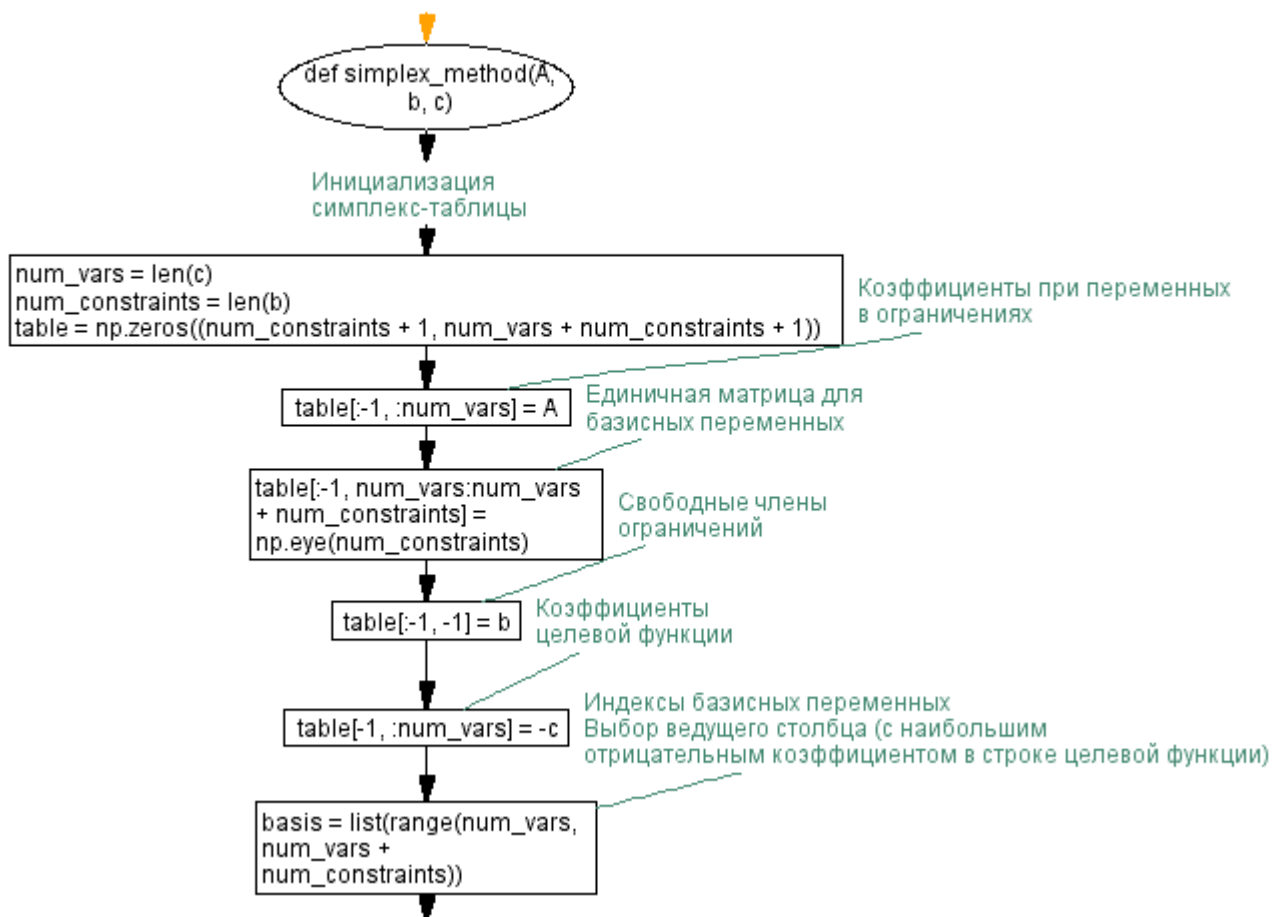 def simplex_method(A,
b, c)
Инициализация
симплекс-таблицы
num_vars = len(c)
num_constraints = len(b)
table = np.zeros((num_constraints + 1, num_vars + num_constraints + 1))
Коэффициенты при переменных
в ограничениях
table[:-1, :num_vars] = A
Единичная матрица для
базисных переменных
table[:-1, num_vars:num_vars
+ num_constraints] =
np.eye(num_constraints)
Свободные члены
ограничений
table[:-1, -1] = b
Коэффициенты
целевой функции
table[-1, :num_vars] = -c
Индексы базисных переменных
Выбор ведущего столбца (с наибольшим
отрицательным коэффициентом в строке целевой функции)
basis = list(range(num_vars,
num_vars +
num_constraints))